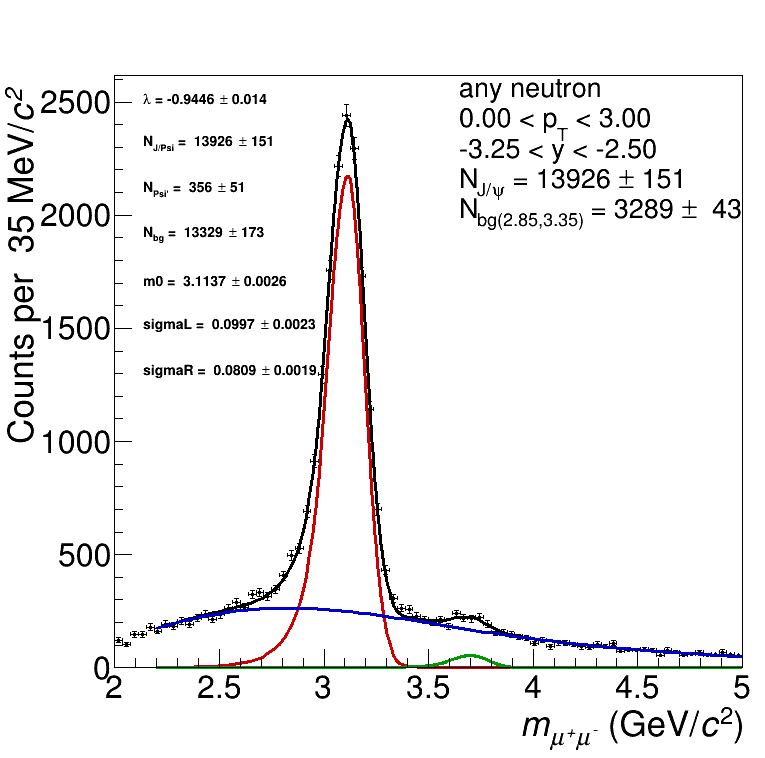 any neutron
0.00 < p_T < 3.00
-3.25 < y < -2.50
N_J/ψ = 13926 ± 151
N_bg(2.85,3.35) = 3289 ± 43
λ = -0.9446 ± 0.014
N_J/Psi = 13926 ± 151
N_Psi' = 356 ± 51
N_bg = 13329 ± 173
m0 = 3.1137 ± 0.0026
sigmaL = 0.0997 ± 0.0023
sigmaR = 0.0809 ± 0.0019
Counts per 35 MeV/c²
2500
2000
1500
1000
500
0
2 2.5 3 3.5 4 4.5 5
m_μ⁺μ⁻ (GeV/c²)